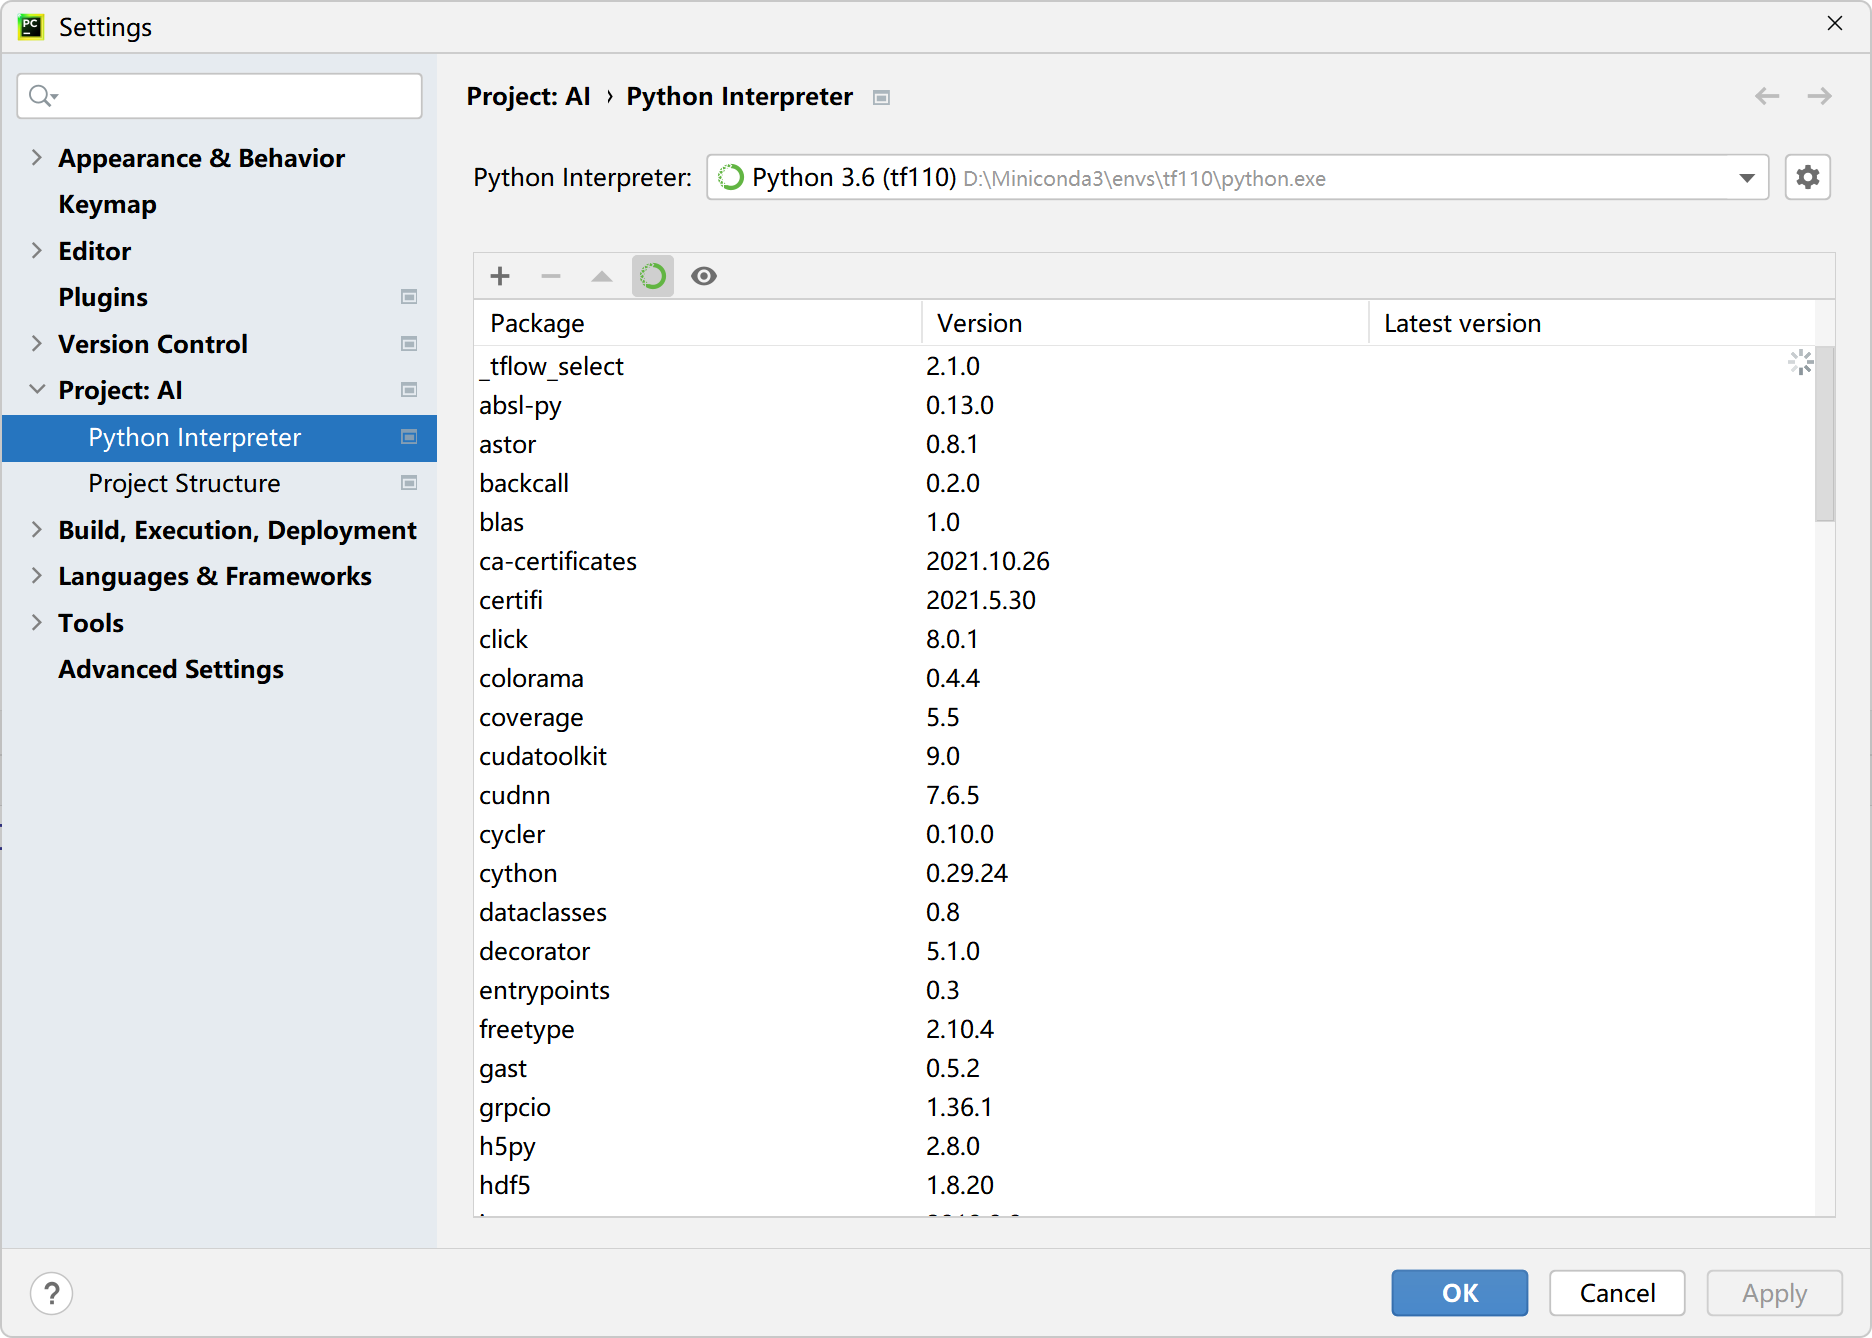 PC
Settings
Project: AI › Python Interpreter
Appearance & Behavior
Keymap
Editor
Plugins
Version Control
Project: AI
Python Interpreter
Project Structure
Build, Execution, Deployment
Languages & Frameworks
Tools
Advanced Settings
Python Interpreter: Python 3.6 (tf110) D:\Miniconda3\envs\tf110\python.exe
Package Version Latest version
_tflow_select 2.1.0
absl-py 0.13.0
astor 0.8.1
backcall 0.2.0
blas 1.0
ca-certificates 2021.10.26
certifi 2021.5.30
click 8.0.1
colorama 0.4.4
coverage 5.5
cudatoolkit 9.0
cudnn 7.6.5
cycler 0.10.0
cython 0.29.24
dataclasses 0.8
decorator 5.1.0
entrypoints 0.3
freetype 2.10.4
gast 0.5.2
grpcio 1.36.1
h5py 2.8.0
hdf5 1.8.20
?
OK Cancel Apply